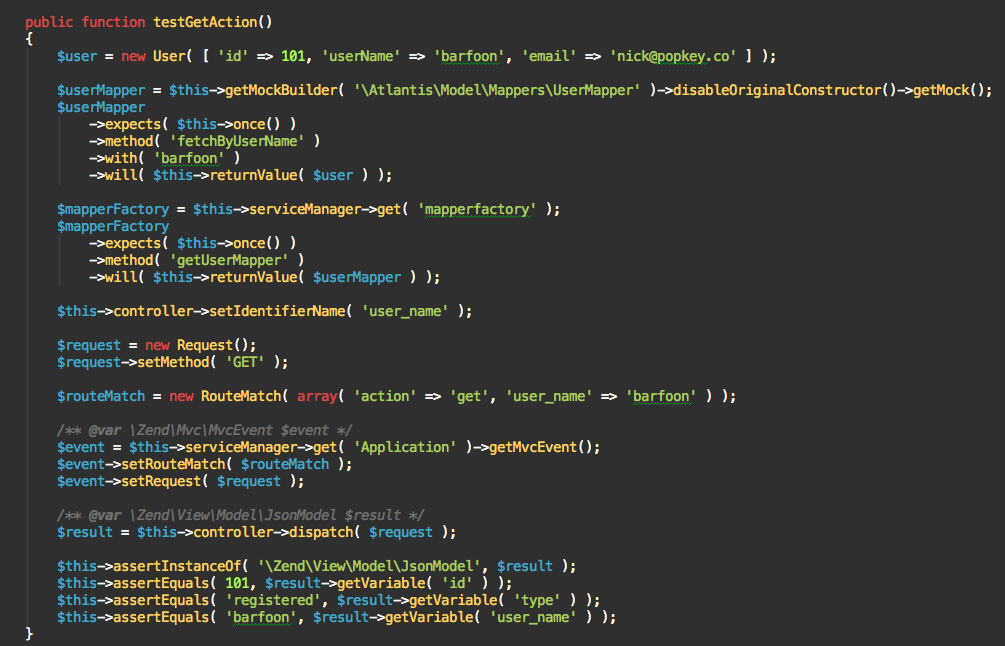 public function testGetAction()
{
    $user = new User( [ 'id' => 101, 'userName' => 'barfoon', 'email' => 'nick@popkey.co' ] );

    $userMapper = $this->getMockBuilder( '\Atlantis\Model\Mappers\UserMapper' )->disableOriginalConstructor()->getMock();
    $userMapper
        ->expects( $this->once() )
        ->method( 'fetchByUserName' )
        ->with( 'barfoon' )
        ->will( $this->returnValue( $user ) );

    $mapperFactory = $this->serviceManager->get( 'mapperfactory' );
    $mapperFactory
        ->expects( $this->once() )
        ->method( 'getUserMapper' )
        ->will( $this->returnValue( $userMapper ) );

    $this->controller->setIdentifierName( 'user_name' );

    $request = new Request();
    $request->setMethod( 'GET' );

    $routeMatch = new RouteMatch( array( 'action' => 'get', 'user_name' => 'barfoon' ) );

    /** @var \Zend\Mvc\MvcEvent $event */
    $event = $this->serviceManager->get( 'Application' )->getMvcEvent();
    $event->setRouteMatch( $routeMatch );
    $event->setRequest( $request );

    /** @var \Zend\View\Model\JsonModel $result */
    $result = $this->controller->dispatch( $request );

    $this->assertInstanceOf( '\Zend\View\Model\JsonModel', $result );
    $this->assertEquals( 101, $result->getVariable( 'id' ) );
    $this->assertEquals( 'registered', $result->getVariable( 'type' ) );
    $this->assertEquals( 'barfoon', $result->getVariable( 'user_name' ) );
}